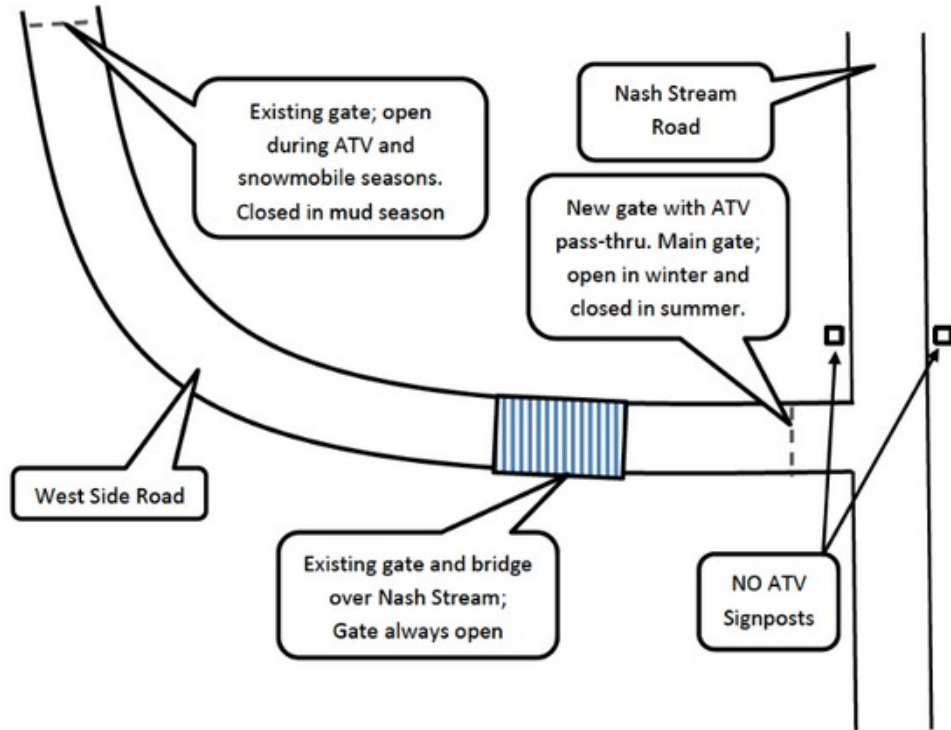 Existing gate; open
during ATV and
snowmobile seasons.
Closed in mud season
Nash Stream
Road
New gate with ATV
pass-thru. Main gate;
open in winter and
closed in summer.
West Side Road
Existing gate and bridge
over Nash Stream;
Gate always open
NO ATV
Signposts